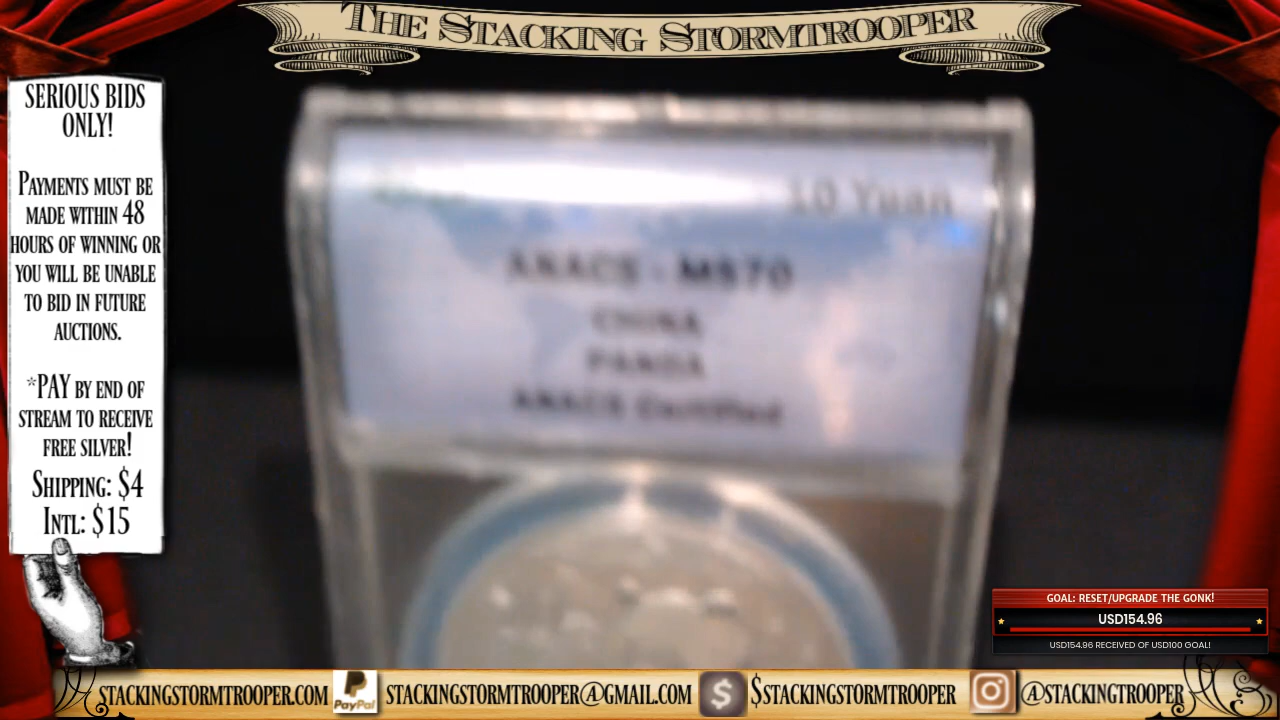 The Stacking Stormtrooper
SERIOUS BIDS
ONLY!
Payments must be
made within 48
hours of winning or
you will be unable
to bid in future
auctions.
*PAY by end of
stream to receive
free silver!
Shipping: $4
Intl: $15
10 Yuan
ANACS - MS70
CHINA
PANDA
ANACS Certified
GOAL: RESET/UPGRADE THE GONK!
USD154.96
USD154.96 RECEIVED OF USD100 GOAL!
stackingstormtrooper.com
PayPal
stackingstormtrooper@gmail.com
$
$stackingstormtrooper
@stackingtrooper